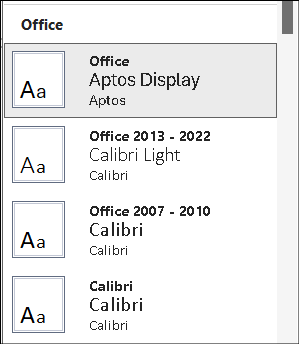 Office
Aa
Office
Aptos Display
Aptos
Aa
Office 2013 - 2022
Calibri Light
Calibri
Aa
Office 2007 - 2010
Calibri
Calibri
Aa
Calibri
Calibri
Calibri